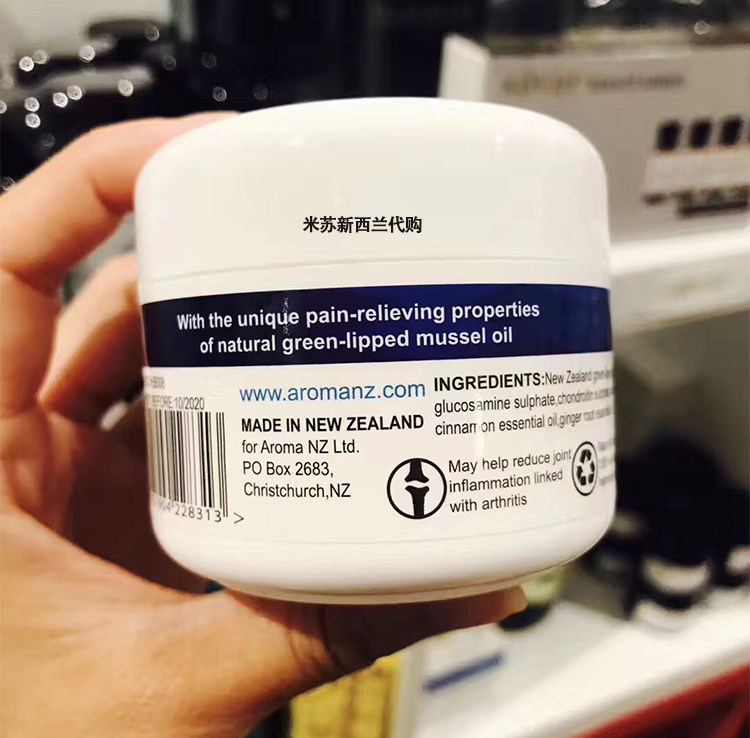 米苏新西兰代购
With the unique pain-relieving properties
of natural green-lipped mussel oil
BEFORE:10/2020
228313 >
www.aromanz.com
MADE IN NEW ZEALAND
for Aroma NZ Ltd.
PO Box 2683,
Christchurch,NZ
INGREDIENTS:New Zealand
glucosamine sulphate,chondroitin
cinnamon essential oil,ginger root
May help reduce joint
inflammation linked
with arthritis